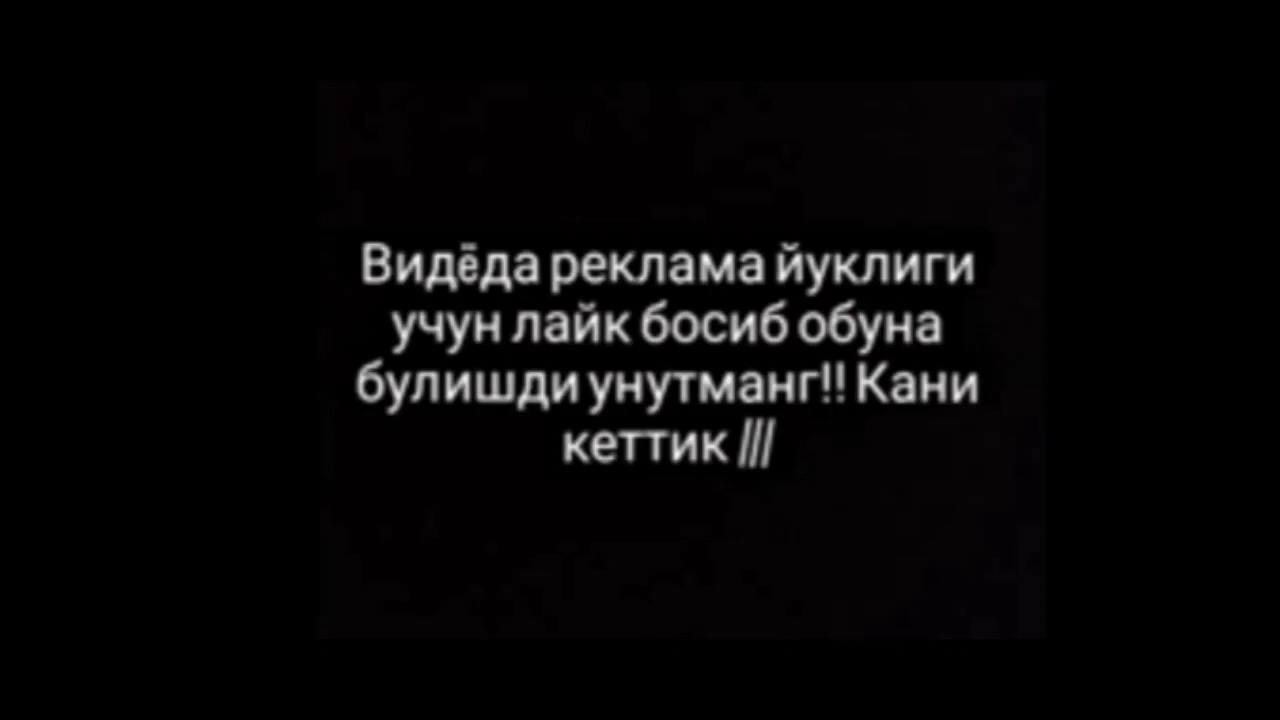 Видёда реклама йуклиги
учун лайк босиб обуна
булишди унутманг!! Кани
кеттик ///